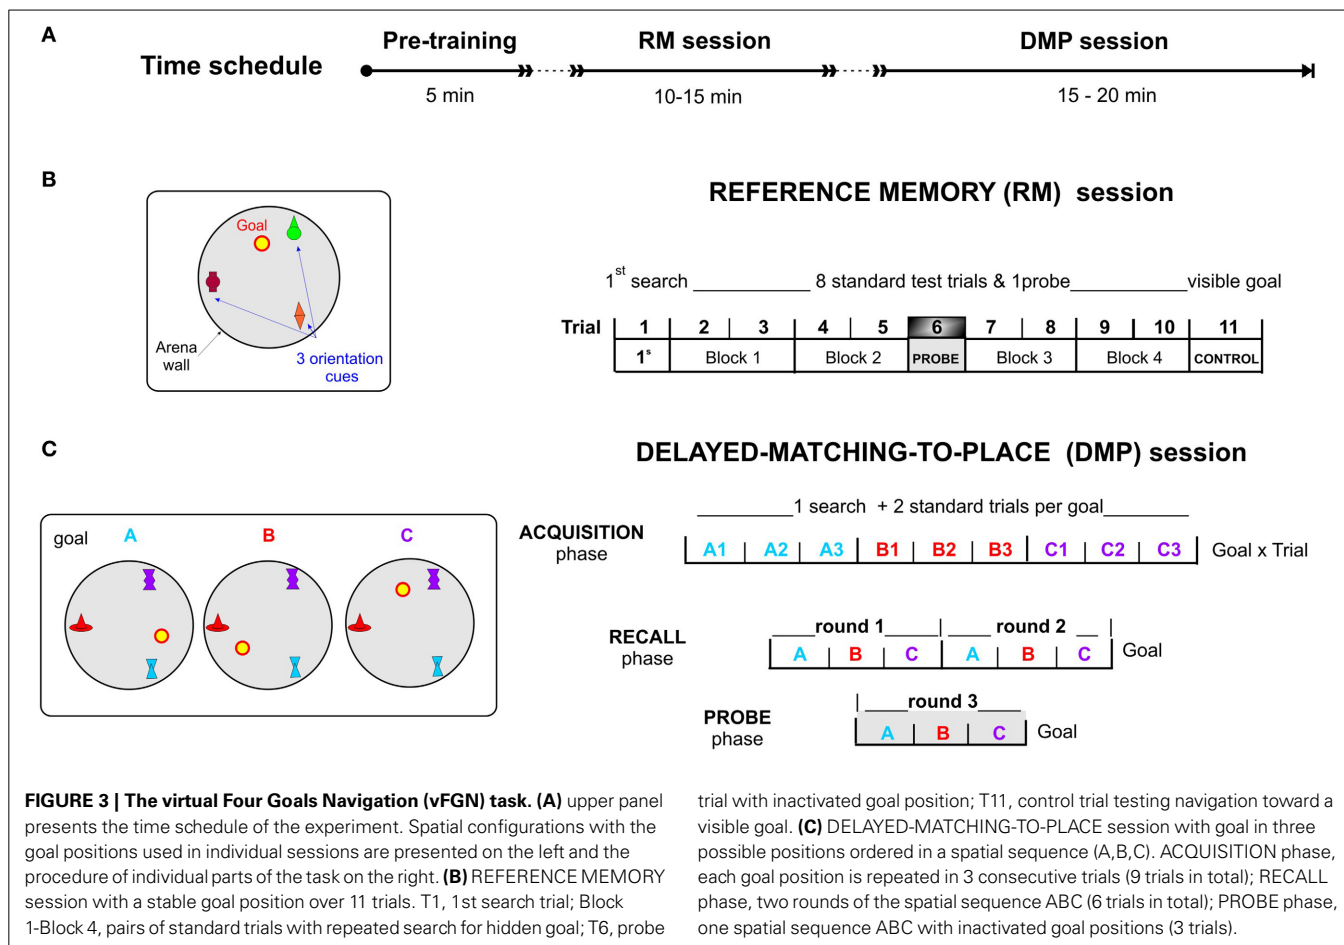 A
Time schedule
Pre-training
RM session
DMP session
5 min
10-15 min
15 - 20 min
B
Goal
Arena
wall
3 orientation
cues
REFERENCE MEMORY (RM) session
1st search __________ 8 standard test trials & 1probe__________visible goal
Trial 1 2 3 4 5 6 7 8 9 10 11
1s Block 1 Block 2 PROBE Block 3 Block 4 CONTROL
C
goal A B C
DELAYED-MATCHING-TO-PLACE (DMP) session
________1 search + 2 standard trials per goal________
ACQUISITION
phase
A1 A2 A3 B1 B2 B3 C1 C2 C3 Goal x Trial
RECALL
phase
round 1 round 2
A B C A B C Goal
PROBE
phase
round 3
A B C Goal
FIGURE 3 | The virtual Four Goals Navigation (vFGN) task. (A) upper panel
presents the time schedule of the experiment. Spatial configurations with the
goal positions used in individual sessions are presented on the left and the
procedure of individual parts of the task on the right. (B) REFERENCE MEMORY
session with a stable goal position over 11 trials. T1, 1st search trial; Block
1-Block 4, pairs of standard trials with repeated search for hidden goal; T6, probe
trial with inactivated goal position; T11, control trial testing navigation toward a
visible goal. (C) DELAYED-MATCHING-TO-PLACE session with goal in three
possible positions ordered in a spatial sequence (A,B,C). ACQUISITION phase,
each goal position is repeated in 3 consecutive trials (9 trials in total); RECALL
phase, two rounds of the spatial sequence ABC (6 trials in total); PROBE phase,
one spatial sequence ABC with inactivated goal positions (3 trials).